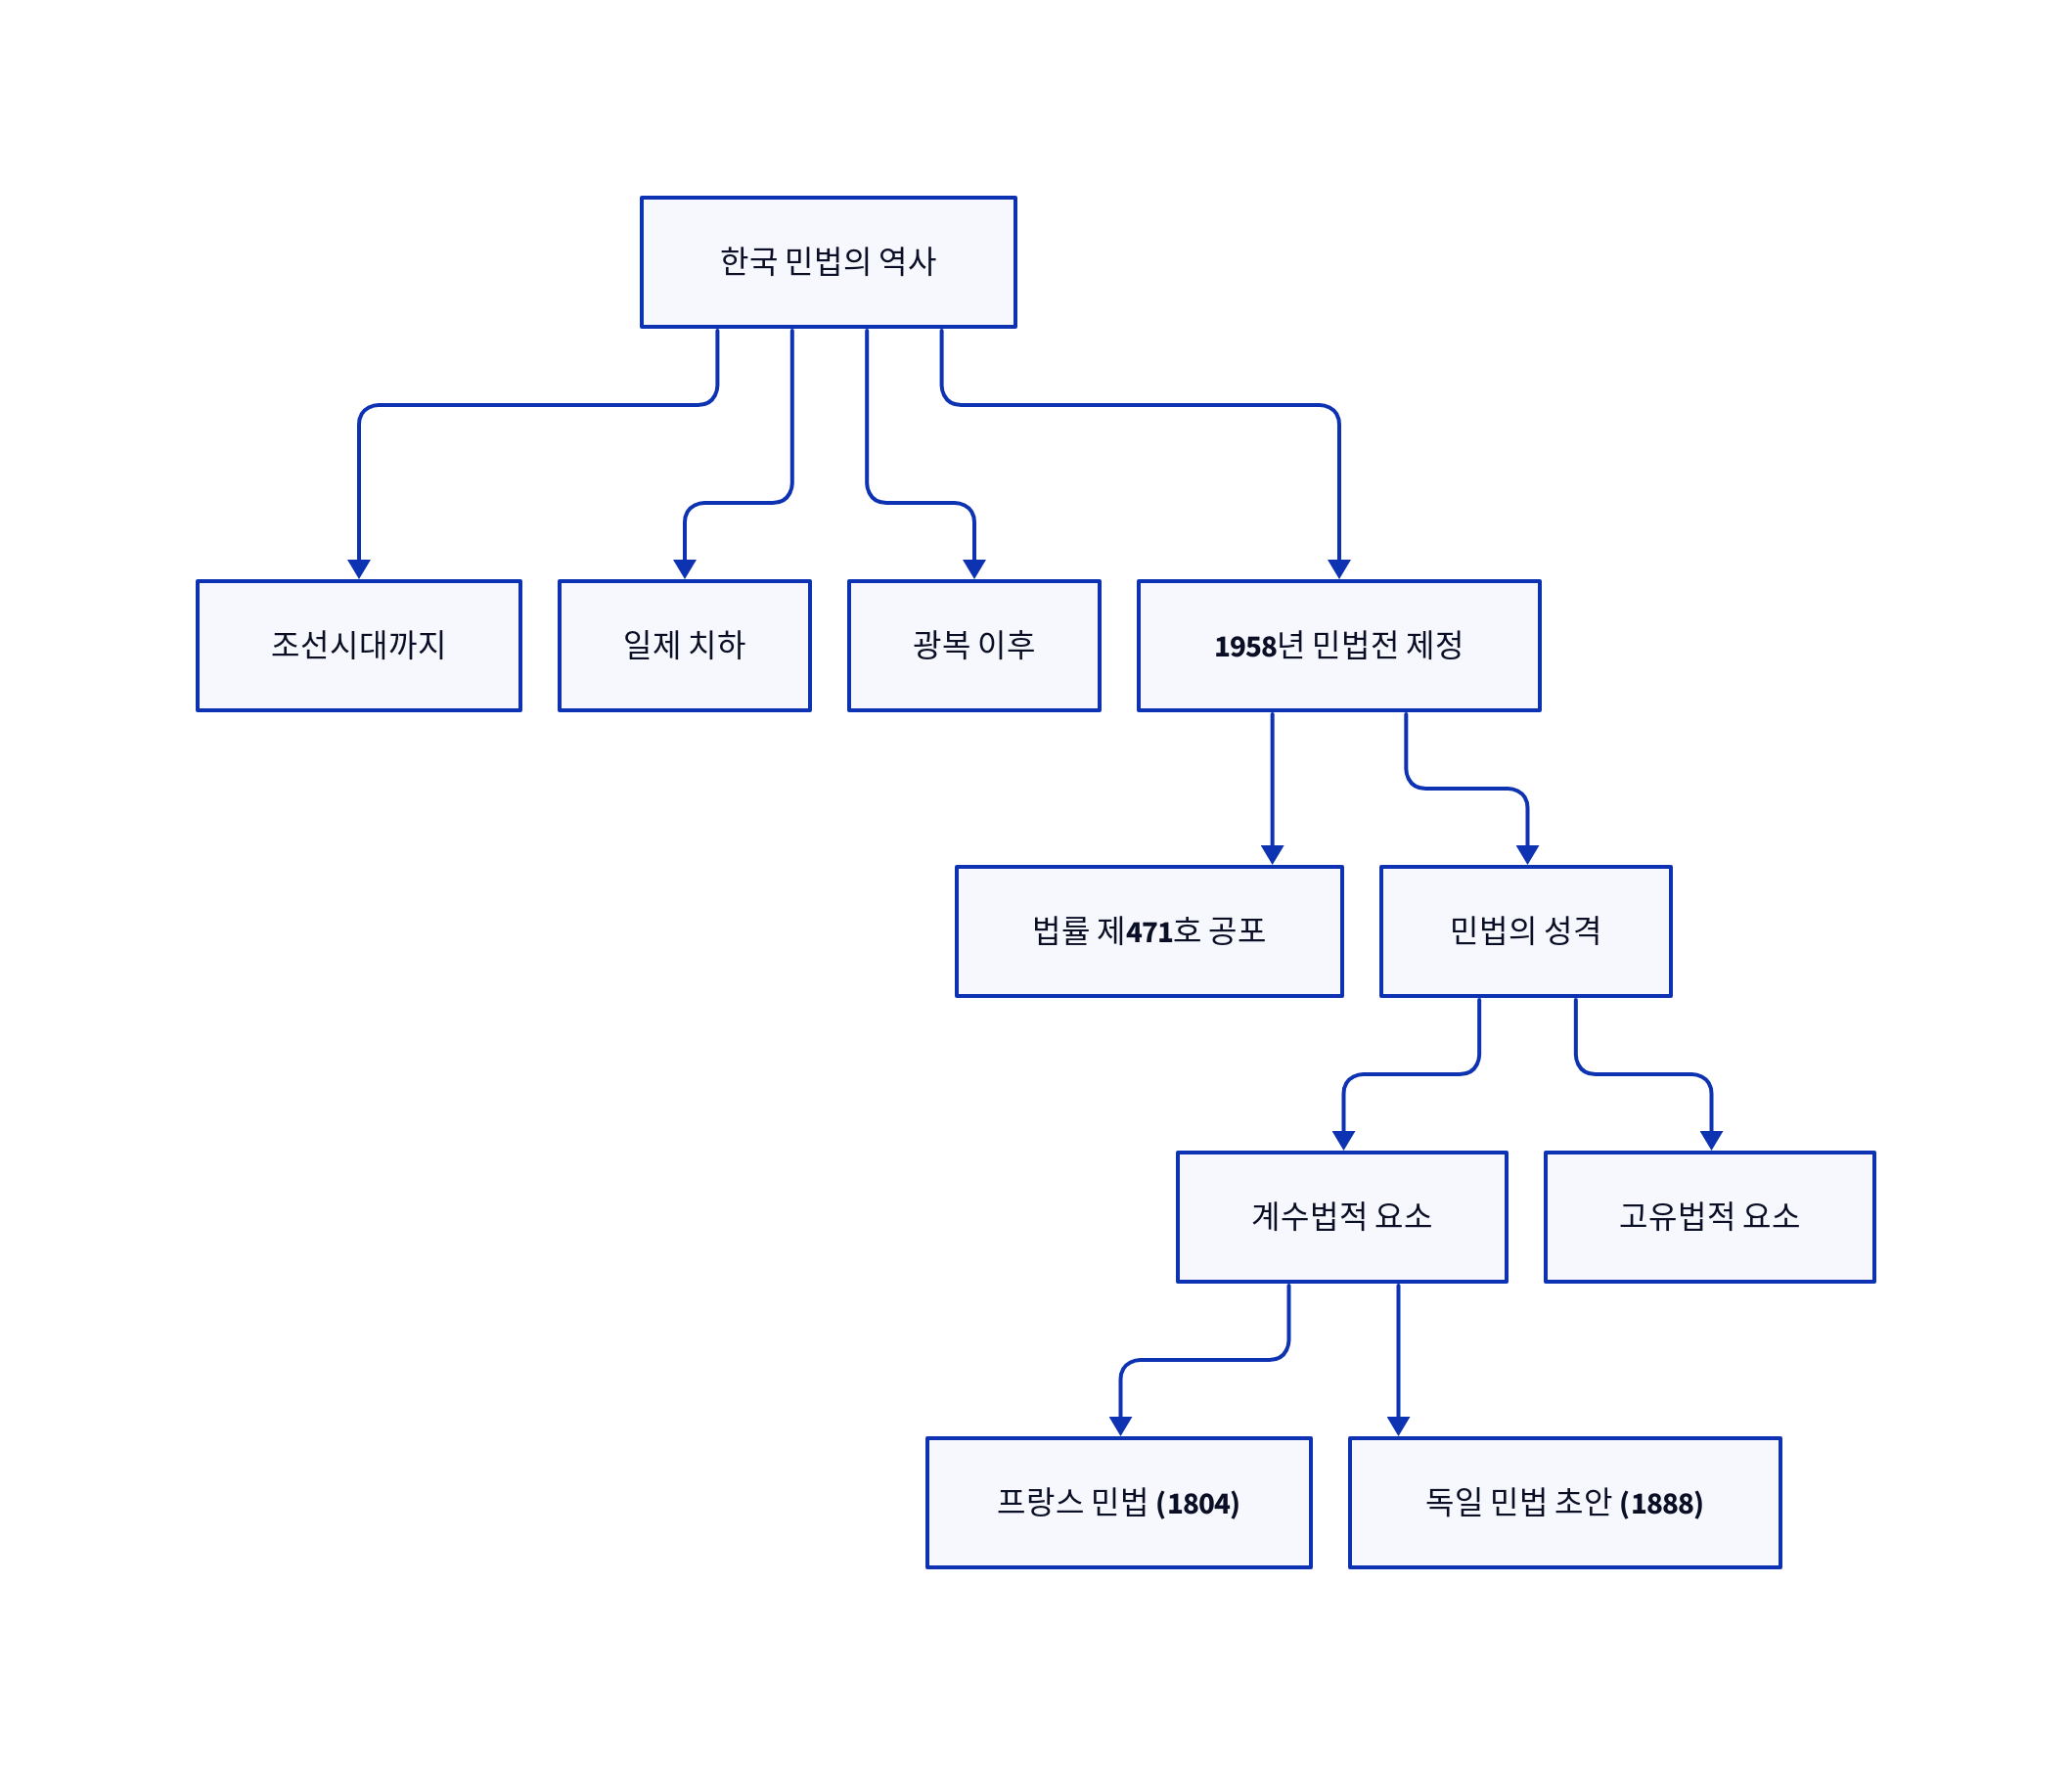 한국 민법의 역사
조선시대까지
일제 치하
광복 이후
1958년 민법전 제정
법률 제471호 공포
민법의 성격
계수법적 요소
고유법적 요소
프랑스 민법 (1804)
독일 민법 초안 (1888)